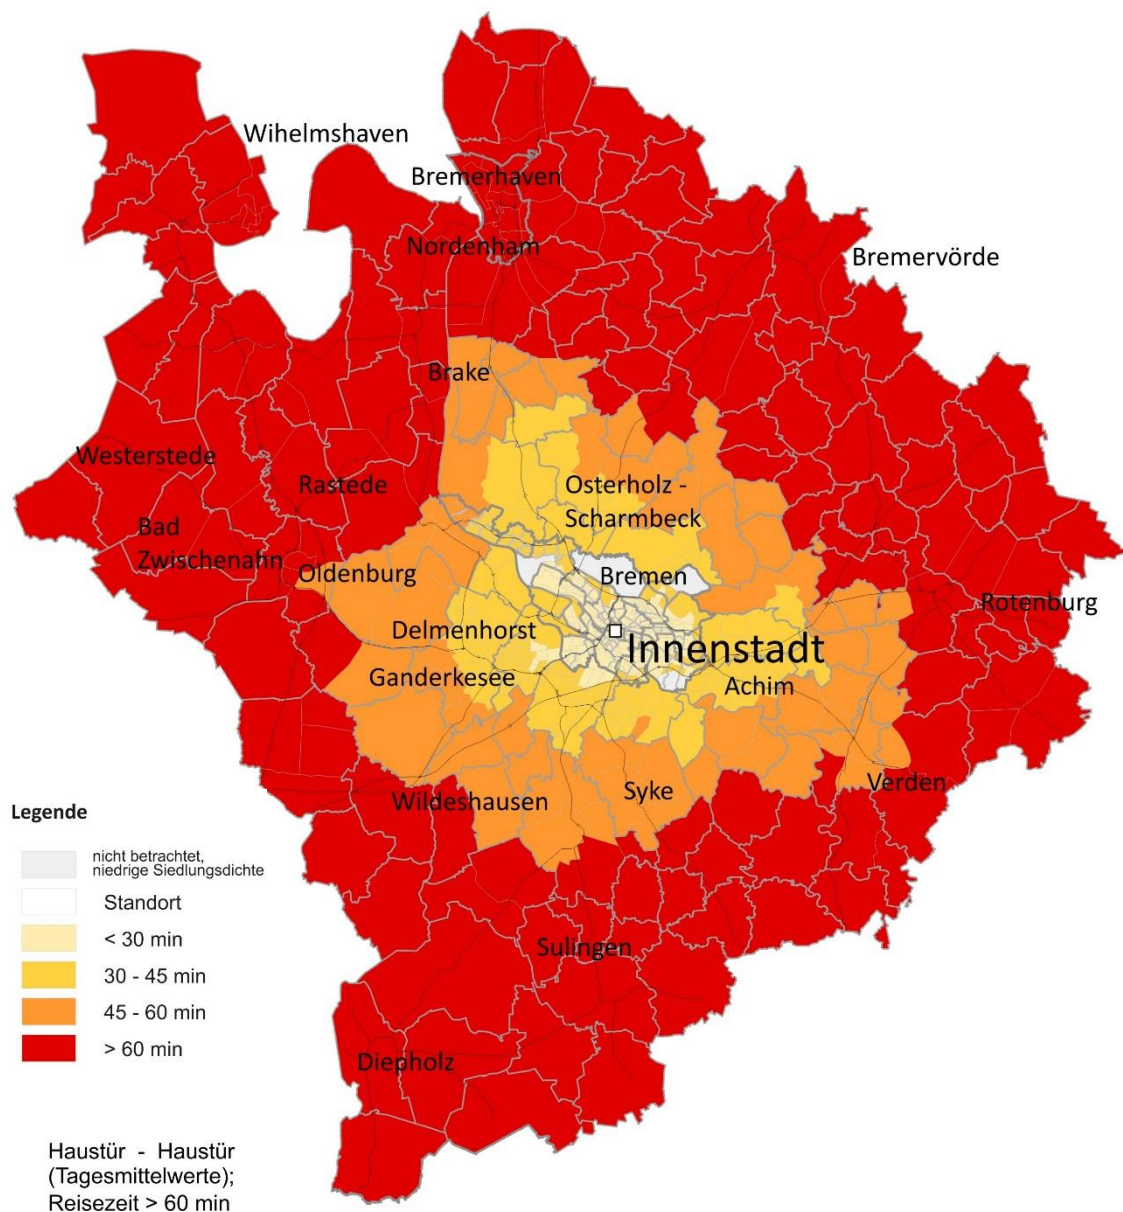 Wihelmshaven
Bremerhaven
Nordenham
Bremervörde
Brake
Westerstede
Rastede
Osterholz -
Scharmbeck
Bad
Zwischenahn
Oldenburg
Bremen
Rotenburg
Delmenhorst
Innenstadt
Ganderkesee
Achim
Verden
Wildeshausen
Syke
Sulingen
Diepholz
Legende
nicht betrachtet,
niedrige Siedlungsdichte
Standort
< 30 min
30 - 45 min
45 - 60 min
> 60 min
Haustür - Haustür
(Tagesmittelwerte);
Reisezeit > 60 min